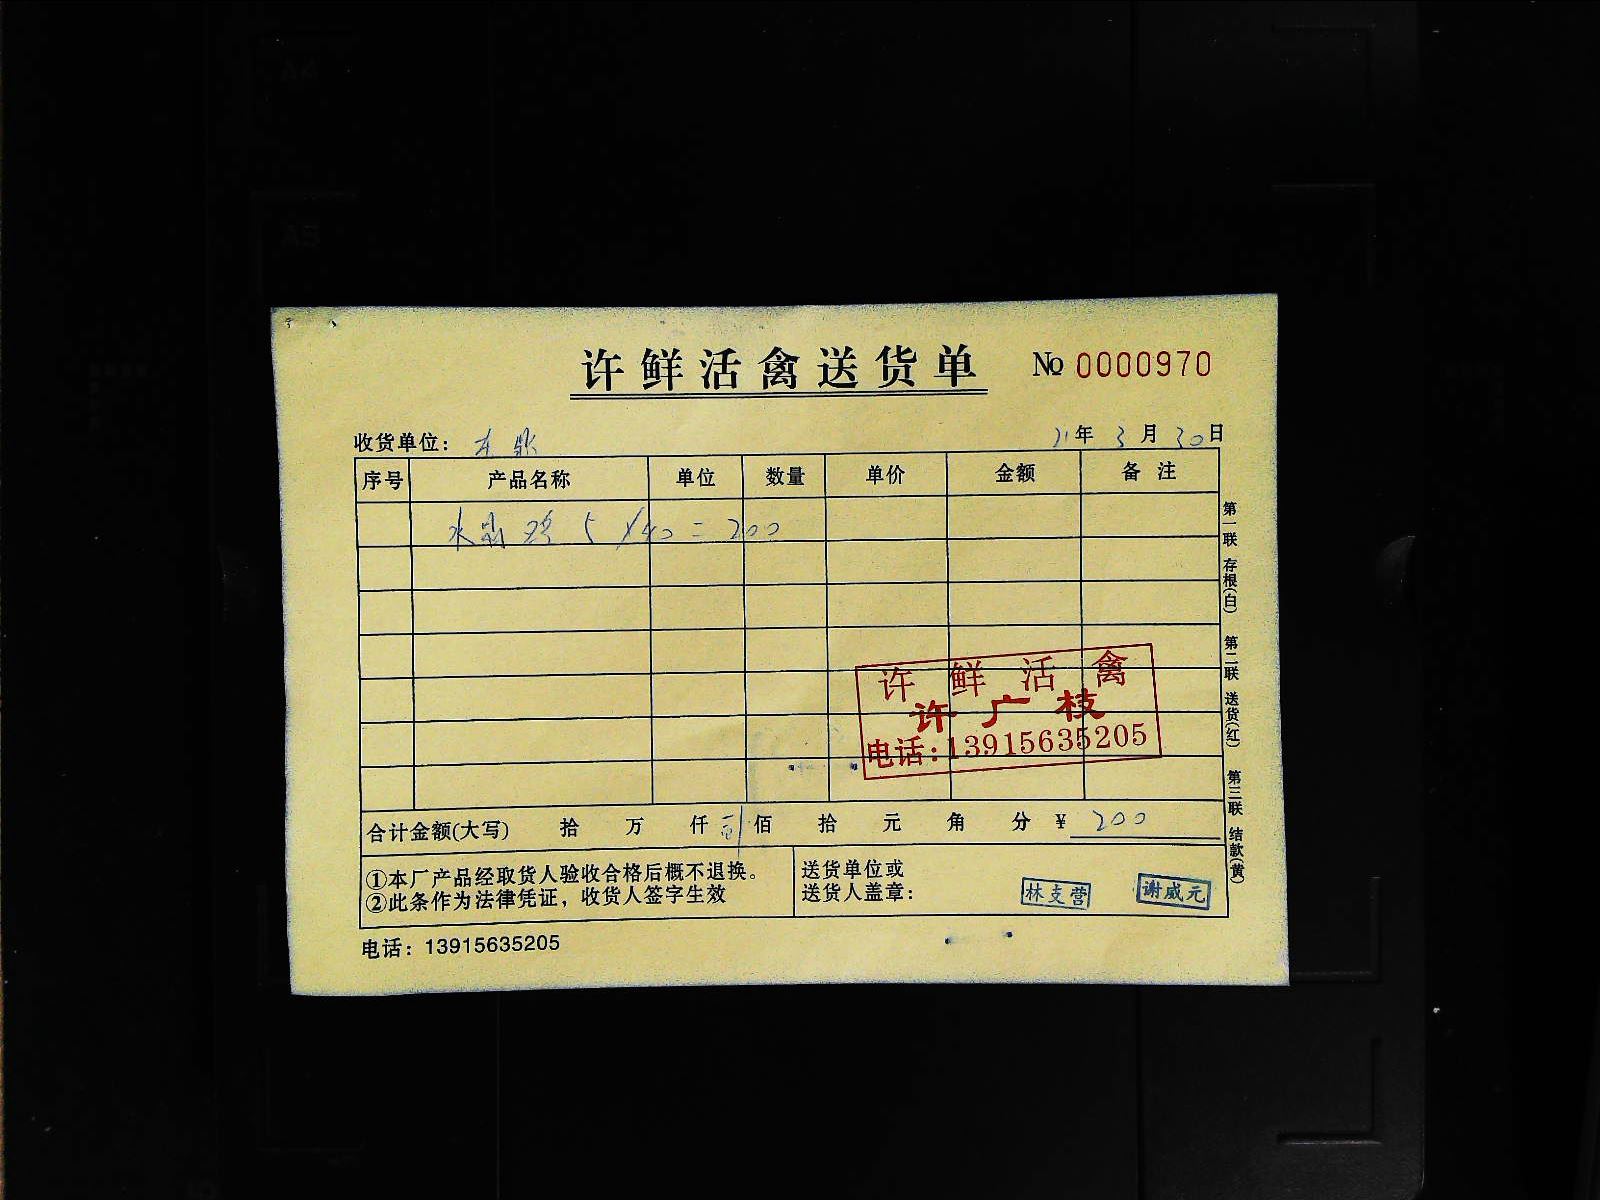 许鲜活禽送货单 № 0000970
收货单位： 21年 3月 30日
序号 产品名称 单位 数量 单价 金额 备注
水晶鸡 5 × 40 = 200
许鲜活禽
许广枝
电话:13915635205
合计金额(大写) 拾 万 仟 佰 拾 元 角 分 ¥ 200
①本厂产品经取货人验收合格后概不退换。
②此条作为法律凭证，收货人签字生效
送货单位或
送货人盖章：
林支营 谢威元
电话：13915635205
第一联 存根(白) 第二联 送货(红) 第三联 结款(黄)